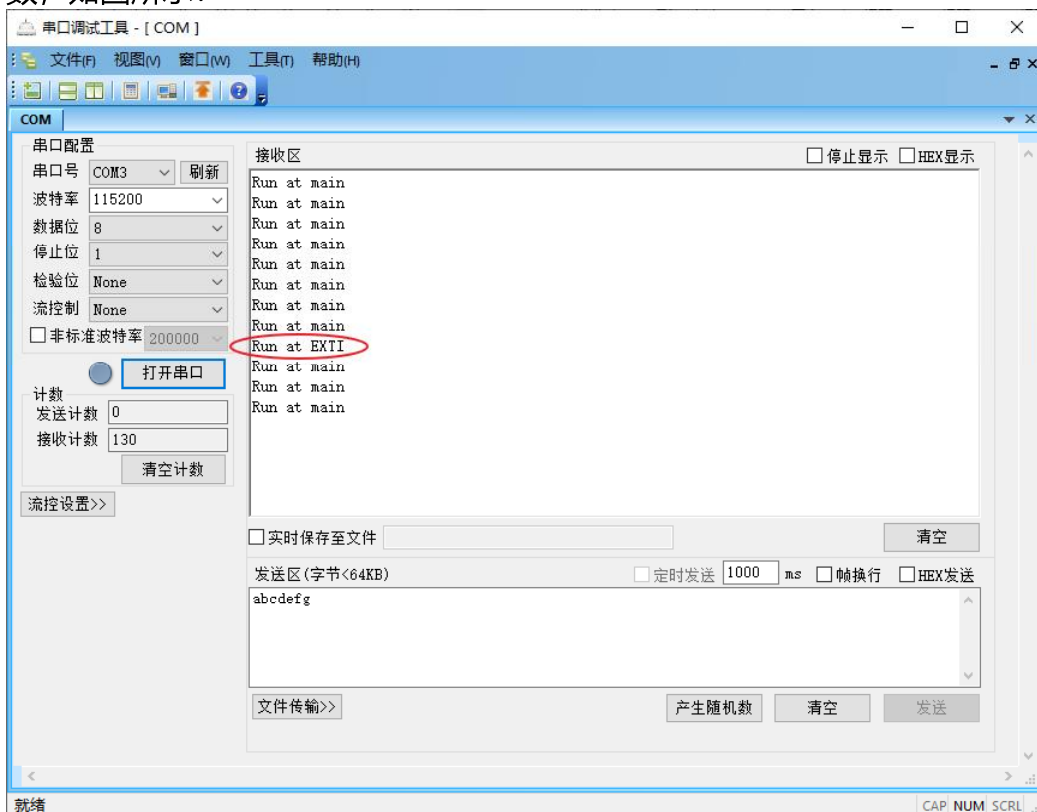 数，如图所示。
串口调试工具 - [ COM ]
文件(F) 视图(V) 窗口(W) 工具(T) 帮助(H)
COM
串口配置
串口号 COM3 刷新
波特率 115200
数据位 8
停止位 1
检验位 None
流控制 None
非标准波特率 200000
打开串口
计数
发送计数 0
接收计数 130
清空计数
流控设置>>
接收区 停止显示 HEX显示
Run at main
Run at main
Run at main
Run at main
Run at main
Run at main
Run at main
Run at main
Run at EXTI
Run at main
Run at main
Run at main
实时保存至文件 清空
发送区(字节<64KB) 定时发送 1000 ms 帧换行 HEX发送
abcdefg
文件传输>> 产生随机数 清空 发送
就绪 CAP NUM SCRL